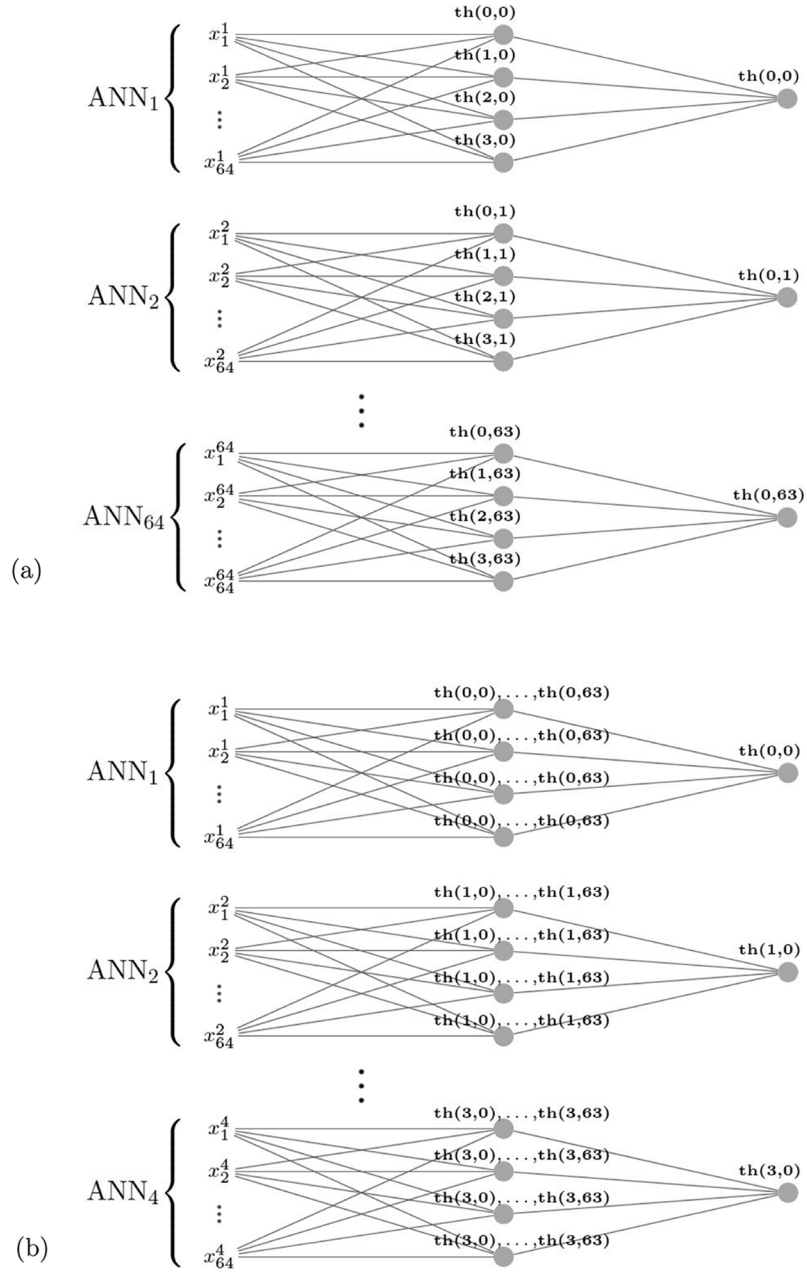 th(0,0)
x_1^1
th(1,0)
th(0,0)
x_2^1
ANN_1
th(2,0)
⋮
th(3,0)
x_64^1
th(0,1)
x_1^2
th(1,1)
th(0,1)
x_2^2
ANN_2
th(2,1)
⋮
th(3,1)
x_64^2
⋮
th(0,63)
x_1^64
th(1,63)
th(0,63)
x_2^64
ANN_64
th(2,63)
⋮
th(3,63)
(a)
x_64^64
th(0,0),...,th(0,63)
x_1^1
th(0,0),...,th(0,63)
th(0,0)
x_2^1
ANN_1
th(0,0),...,th(0,63)
⋮
th(0,0),...,th(0,63)
x_64^1
th(1,0),...,th(1,63)
x_1^2
th(1,0),...,th(1,63)
th(1,0)
x_2^2
ANN_2
th(1,0),...,th(1,63)
⋮
th(1,0),...,th(1,63)
x_64^2
⋮
th(3,0),...,th(3,63)
x_1^4
th(3,0),...,th(3,63)
th(3,0)
x_2^4
ANN_4
th(3,0),...,th(3,63)
⋮
th(3,0),...,th(3,63)
(b)
x_64^4